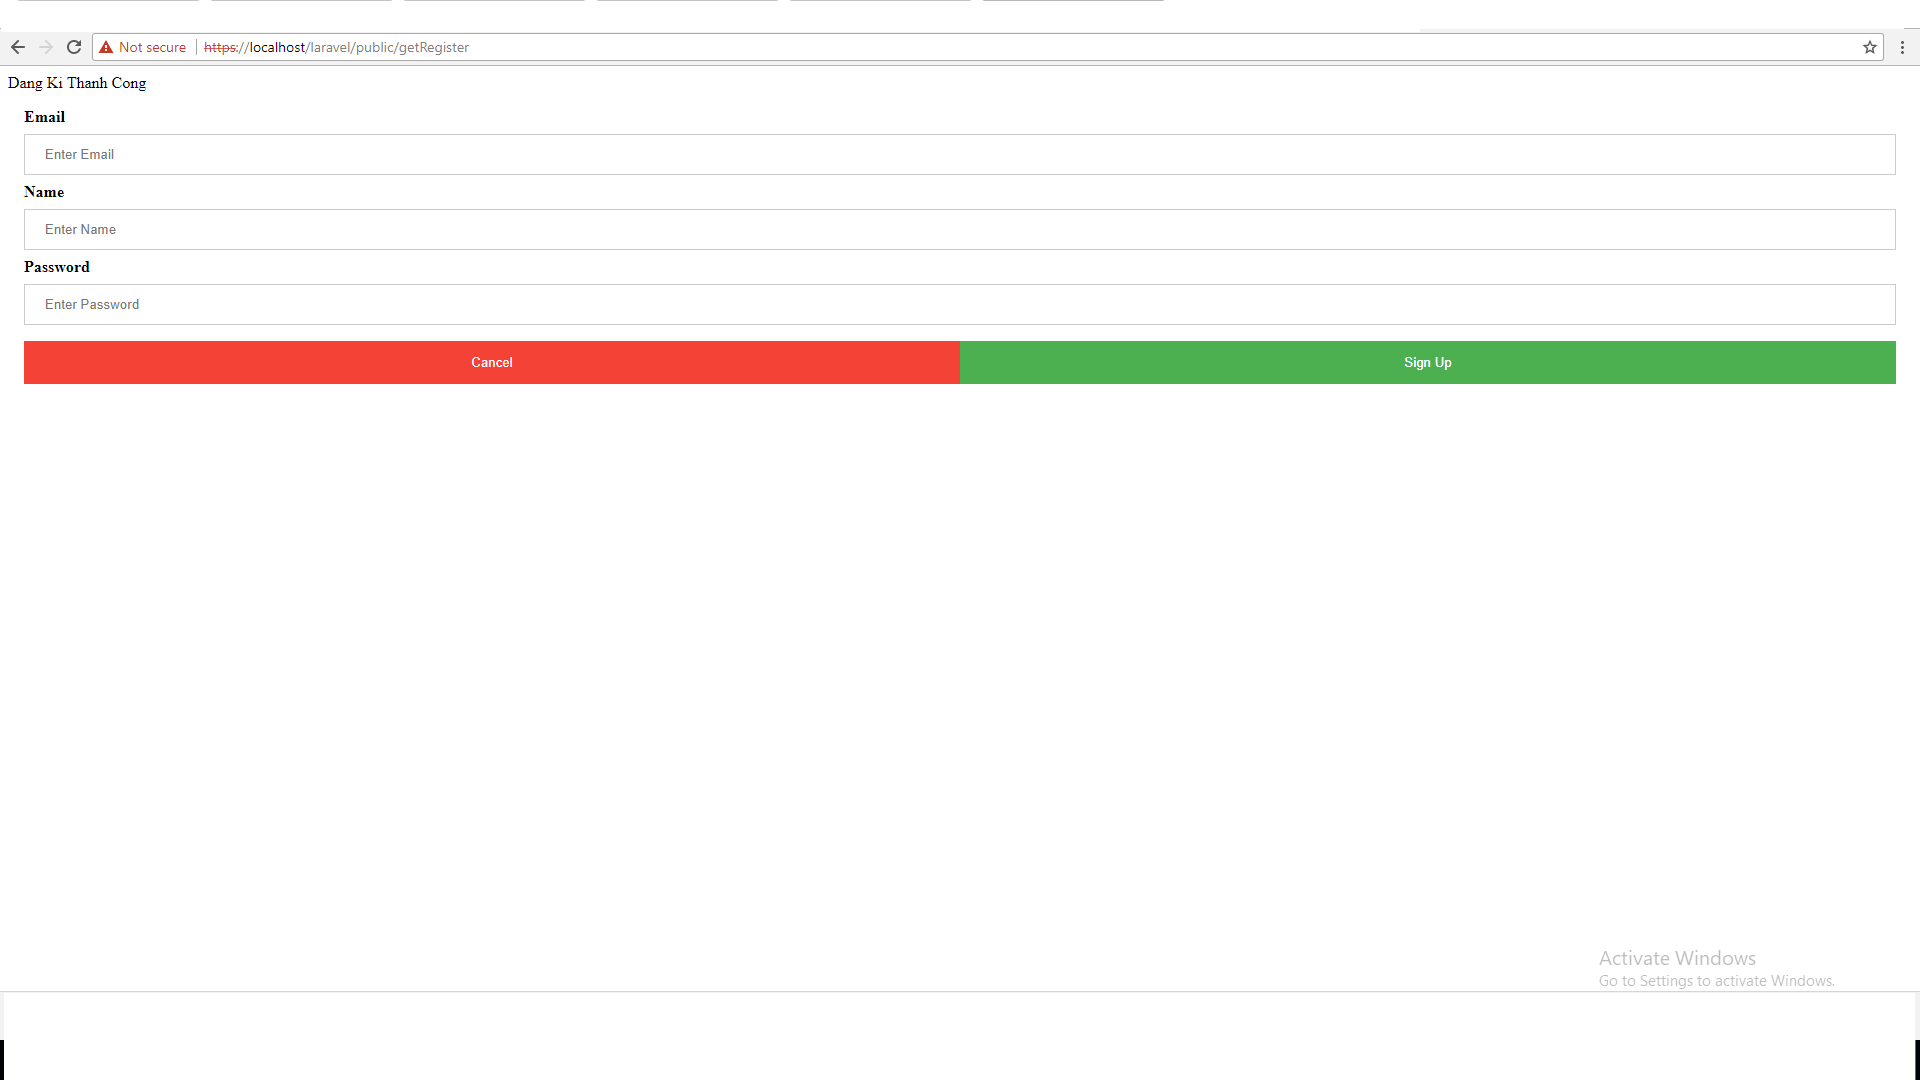 Not secure https://localhost/laravel/public/getRegister
Dang Ki Thanh Cong
Email
Enter Email
Name
Enter Name
Password
Enter Password
Cancel Sign Up
Activate Windows
Go to Settings to activate Windows.